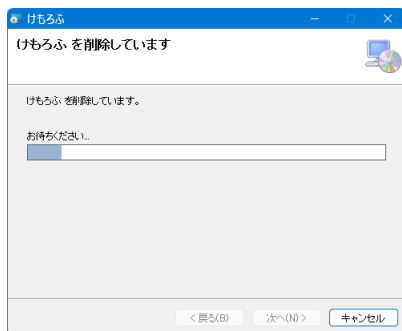 けもろふ
けもろふ を削除しています
けもろふ を削除しています。
お待ちください...
< 戻る(B)
次へ(N) >
キャンセル